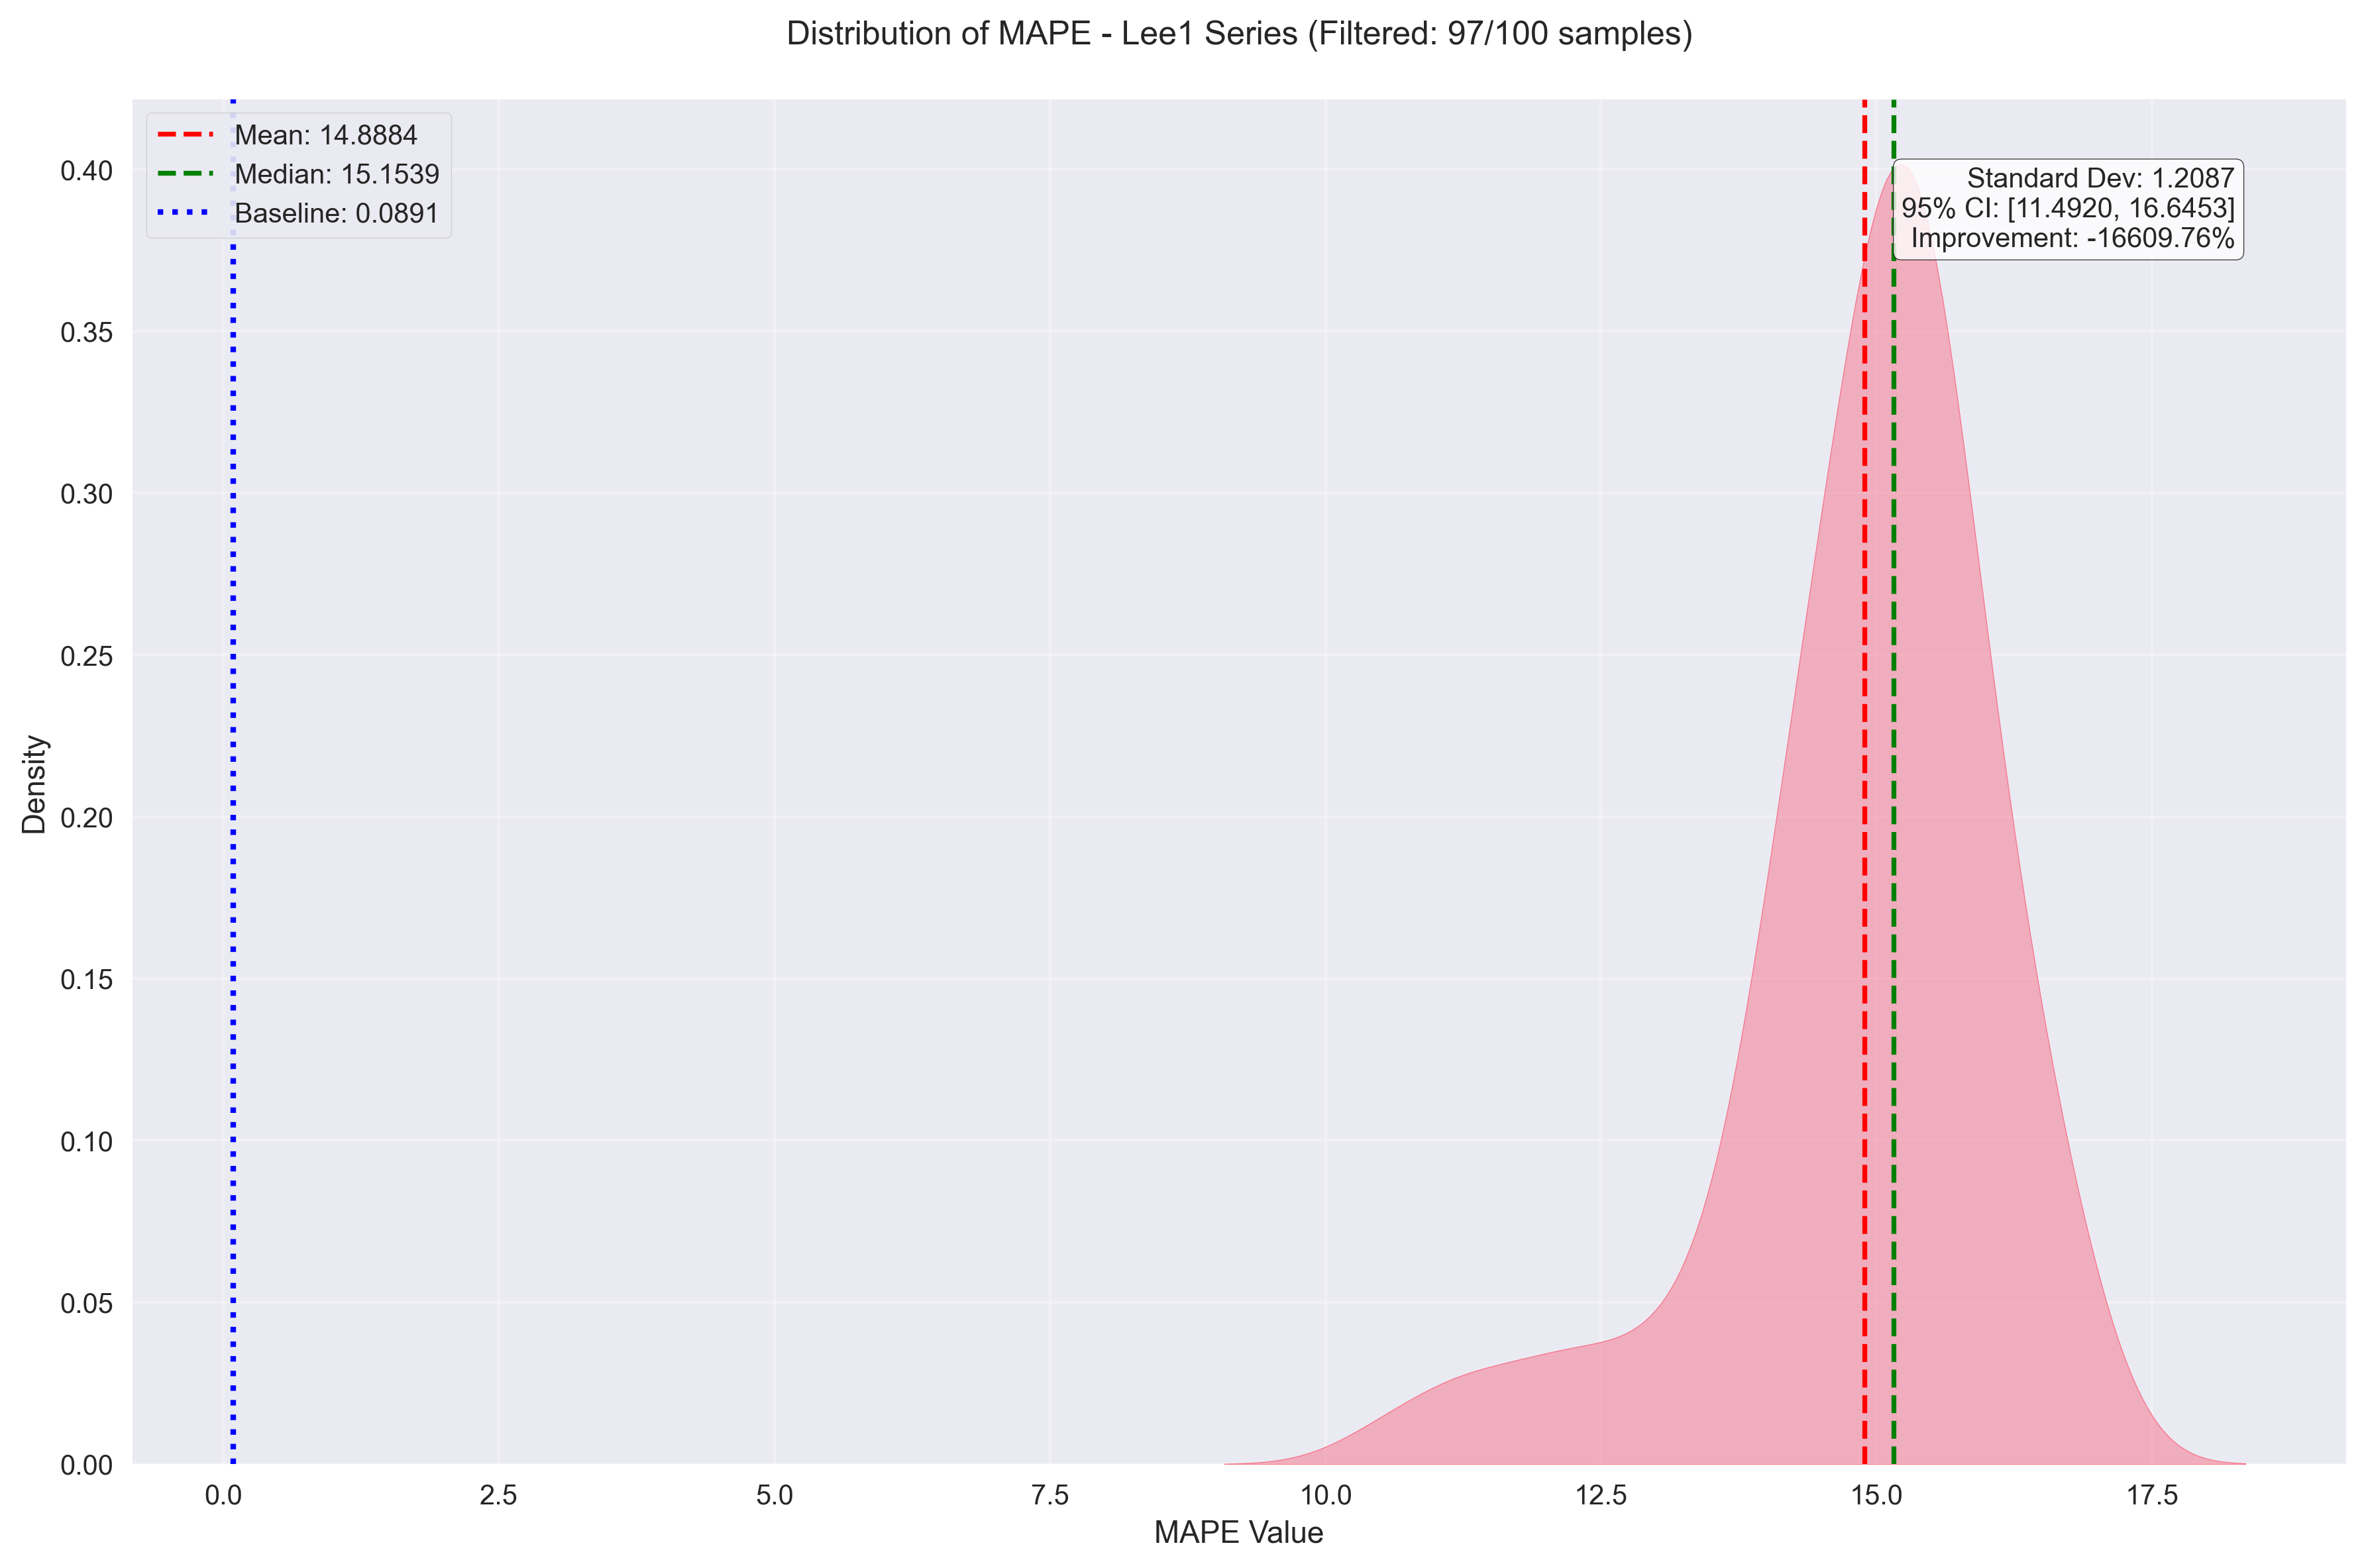 Distribution of MAPE - Lee1 Series (Filtered: 97/100 samples)
Mean: 14.8884
Median: 15.1539
Baseline: 0.0891
Standard Dev: 1.2087
95% CI: [11.4920, 16.6453]
Improvement: -16609.76%
Density
0.40
0.35
0.30
0.25
0.20
0.15
0.10
0.05
0.00
0.0
2.5
5.0
7.5
10.0
12.5
15.0
17.5
MAPE Value